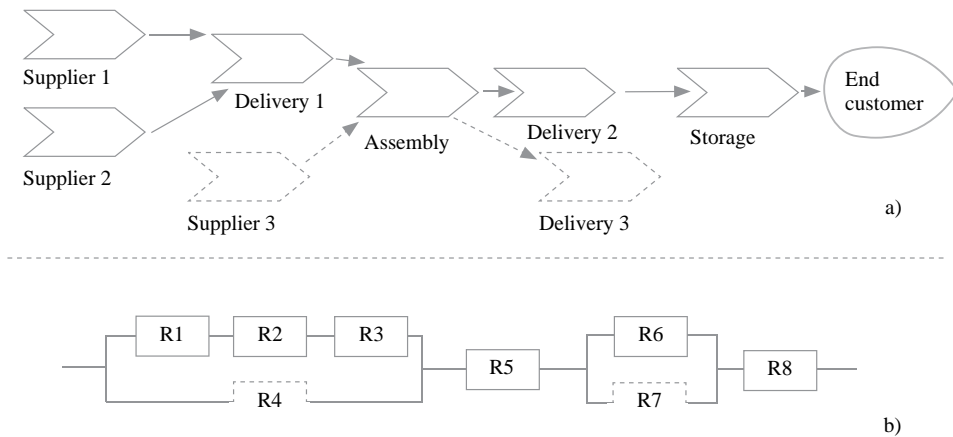 Supplier 1
Delivery 1
End
customer
Supplier 2
Assembly
Delivery 2
Storage
Supplier 3
Delivery 3
a)
R1
R2
R3
R4
R5
R6
R7
R8
b)